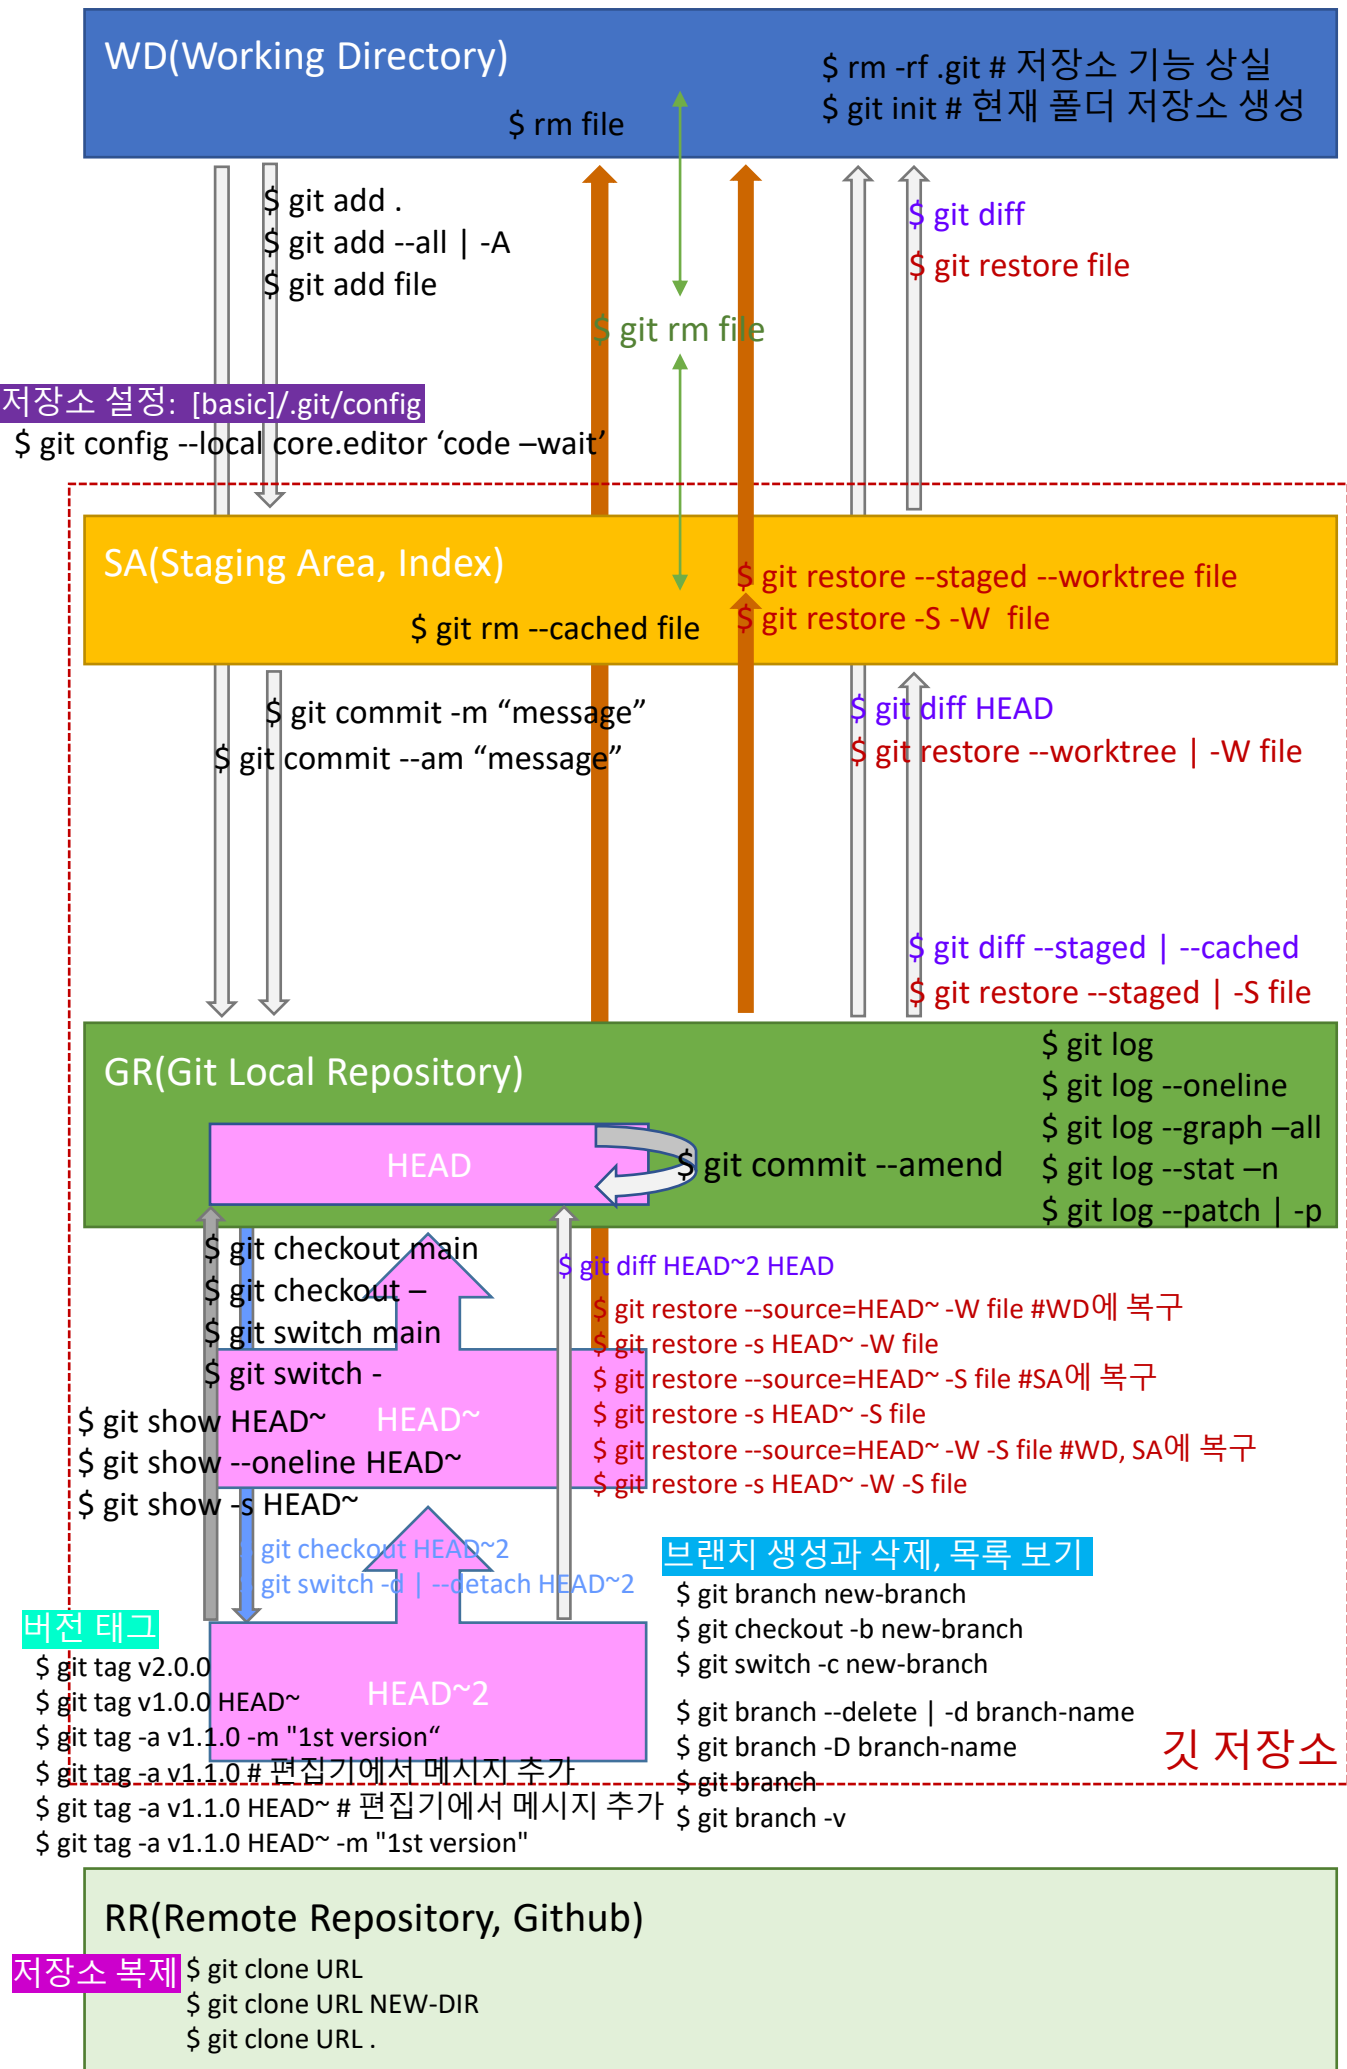 WD(Working Directory)
$ rm -rf .git # 저장소 기능 상실
$ git init # 현재 폴더 저장소 생성
$ rm file
$ git add .
$ git add --all | -A
$ git add file
$ git diff
$ git restore file
$ git rm file
저장소 설정: [basic]/.git/config
$ git config --local core.editor ‘code –wait’
SA(Staging Area, Index)
$ git restore --staged --worktree file
$ git restore -S -W file
$ git rm --cached file
$ git commit -m “message”
$ git commit --am “message”
$ git diff HEAD
$ git restore --worktree | -W file
$ git diff --staged | --cached
$ git restore --staged | -S file
GR(Git Local Repository)
$ git log
$ git log --oneline
$ git log --graph –all
$ git log --stat –n
$ git log --patch | -p
HEAD
$ git commit --amend
$ git checkout main
$ git checkout –
$ git switch main
$ git switch -
$ git diff HEAD~2 HEAD
$ git restore --source=HEAD~ -W file #WD에 복구
$ git restore -s HEAD~ -W file
$ git restore --source=HEAD~ -S file #SA에 복구
$ git restore -s HEAD~ -S file
$ git restore --source=HEAD~ -W -S file #WD, SA에 복구
$ git restore -s HEAD~ -W -S file
HEAD~
$ git show HEAD~
$ git show --oneline HEAD~
$ git show -s HEAD~
$ git checkout HEAD~2
$ git switch -d | --detach HEAD~2
브랜치 생성과 삭제, 목록 보기
$ git branch new-branch
$ git checkout -b new-branch
$ git switch -c new-branch
$ git branch --delete | -d branch-name
$ git branch -D branch-name
$ git branch
$ git branch -v
깃 저장소
버전 태그
$ git tag v2.0.0
$ git tag v1.0.0 HEAD~
$ git tag -a v1.1.0 -m "1st version“
$ git tag -a v1.1.0 # 편집기에서 메시지 추가
$ git tag -a v1.1.0 HEAD~ # 편집기에서 메시지 추가
$ git tag -a v1.1.0 HEAD~ -m "1st version"
HEAD~2
RR(Remote Repository, Github)
저장소 복제
$ git clone URL
$ git clone URL NEW-DIR
$ git clone URL .